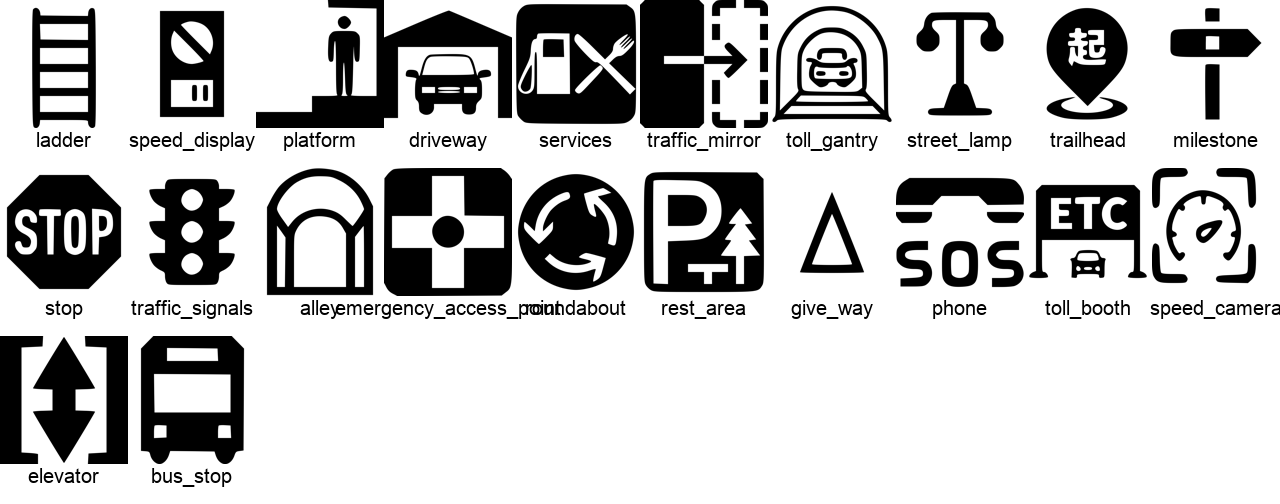 起
ladder speed_display platform driveway services traffic_mirror toll_gantry street_lamp trailhead milestone
STOP P SOS ETC
stop traffic_signals alley emergency_access_point roundabout rest_area give_way phone toll_booth speed_camera
elevator bus_stop